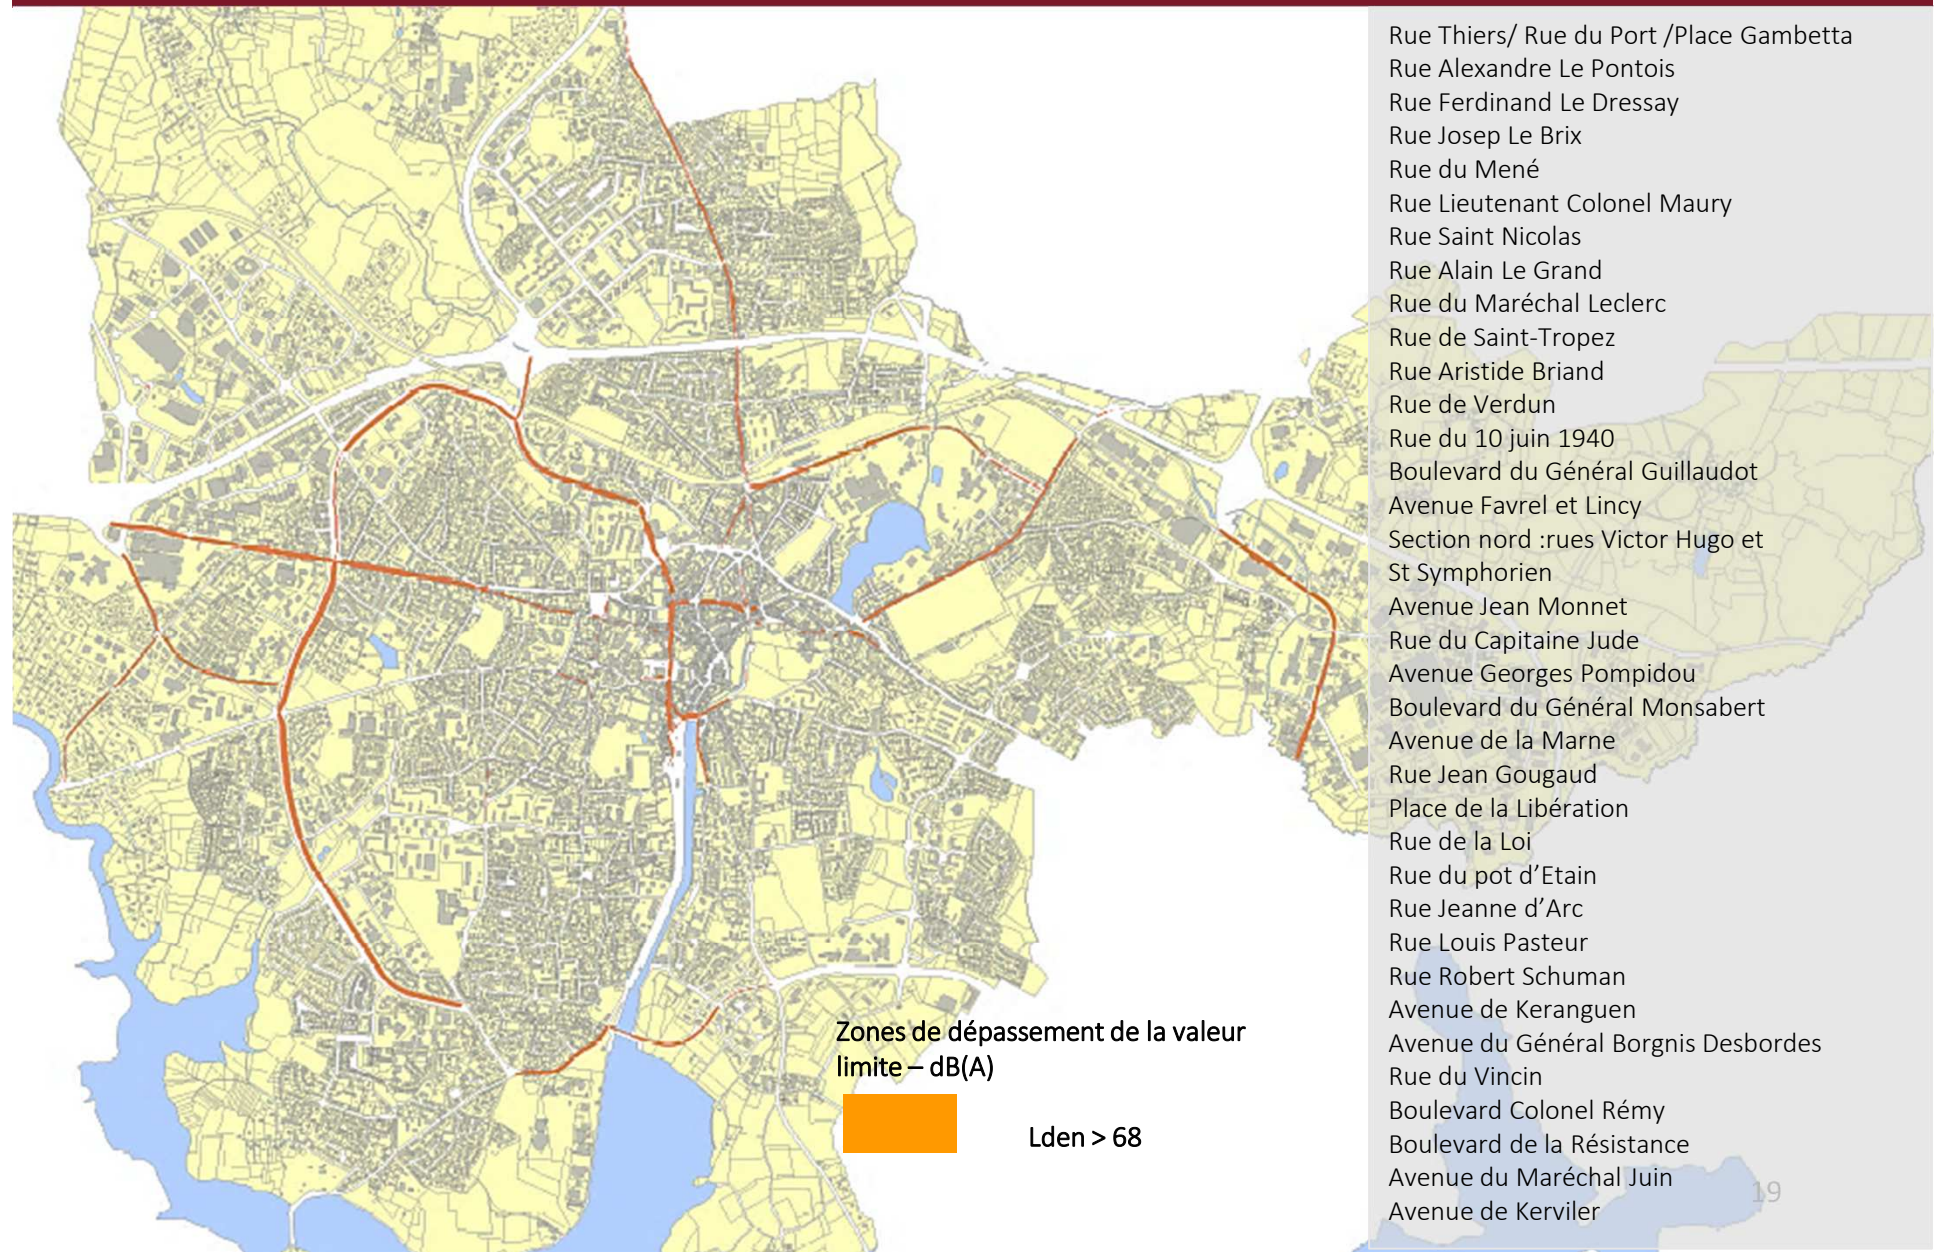 Rue Thiers/ Rue du Port /Place Gambetta
Rue Alexandre Le Pontois
Rue Ferdinand Le Dressay
Rue Josep Le Brix
Rue du Mené
Rue Lieutenant Colonel Maury
Rue Saint Nicolas
Rue Alain Le Grand
Rue du Maréchal Leclerc
Rue de Saint-Tropez
Rue Aristide Briand
Rue de Verdun
Rue du 10 juin 1940
Boulevard du Général Guillaudot
Avenue Favrel et Lincy
Section nord :rues Victor Hugo et
St Symphorien
Avenue Jean Monnet
Rue du Capitaine Jude
Avenue Georges Pompidou
Boulevard du Général Monsabert
Avenue de la Marne
Rue Jean Gougaud
Place de la Libération
Rue de la Loi
Rue du pot d’Etain
Rue Jeanne d’Arc
Rue Louis Pasteur
Rue Robert Schuman
Avenue de Keranguen
Avenue du Général Borgnis Desbordes
Rue du Vincin
Boulevard Colonel Rémy
Boulevard de la Résistance
Avenue du Maréchal Juin
Avenue de Kerviler
Zones de dépassement de la valeur
limite – dB(A)
Lden > 68
19